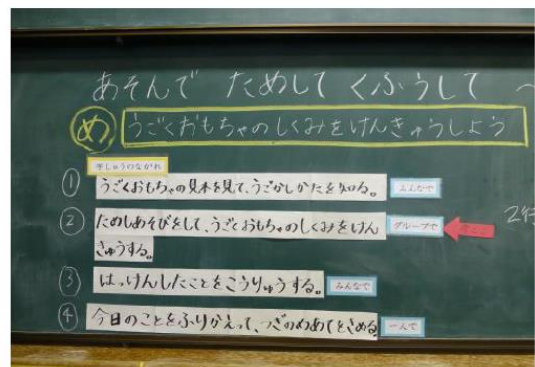 あそんで ためして くふうして ～
め うごくおもちゃのしくみをけんきゅうしよう
学しゅうのながれ
① うごくおもちゃの見本を見て、うごかしかたを知る。 みんなで
② たのしあそびをして、うごくおもちゃのしくみをけん グループで
きゅうする。
2行
③ はっけんしたことをこうりゅうする。 みんなで
④ 今日のことをふりかえって、つぎのめあてをきめる 一人で